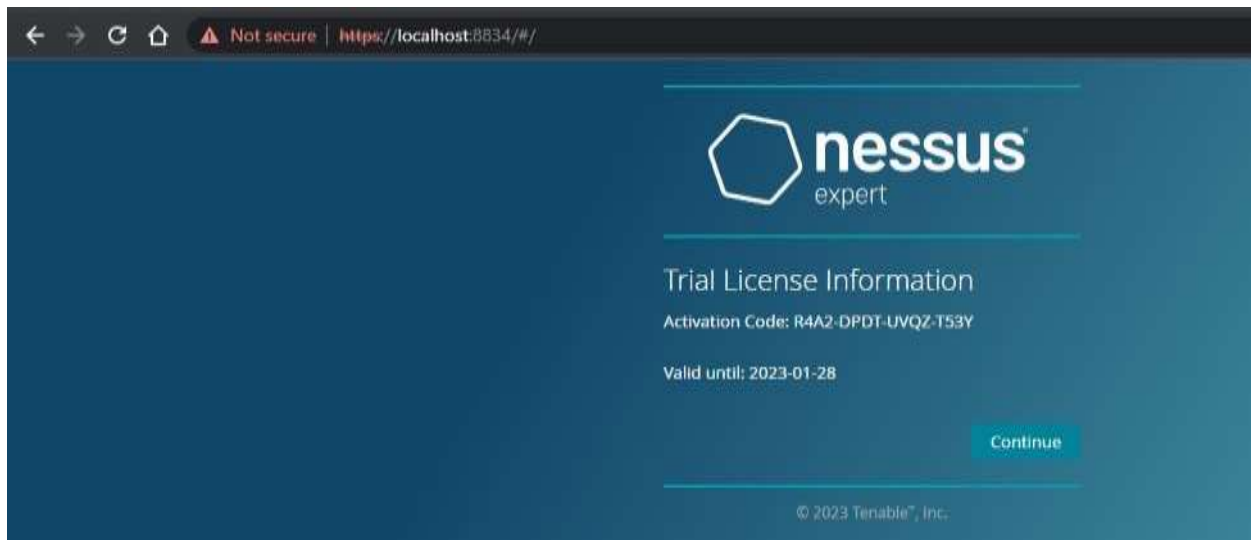 Not secure | https://localhost:8834/#/
nessus®
expert
Trial License Information
Activation Code: R4A2-DPDT-UVQZ-T53Y
Valid until: 2023-01-28
Continue
© 2023 Tenable™, Inc.